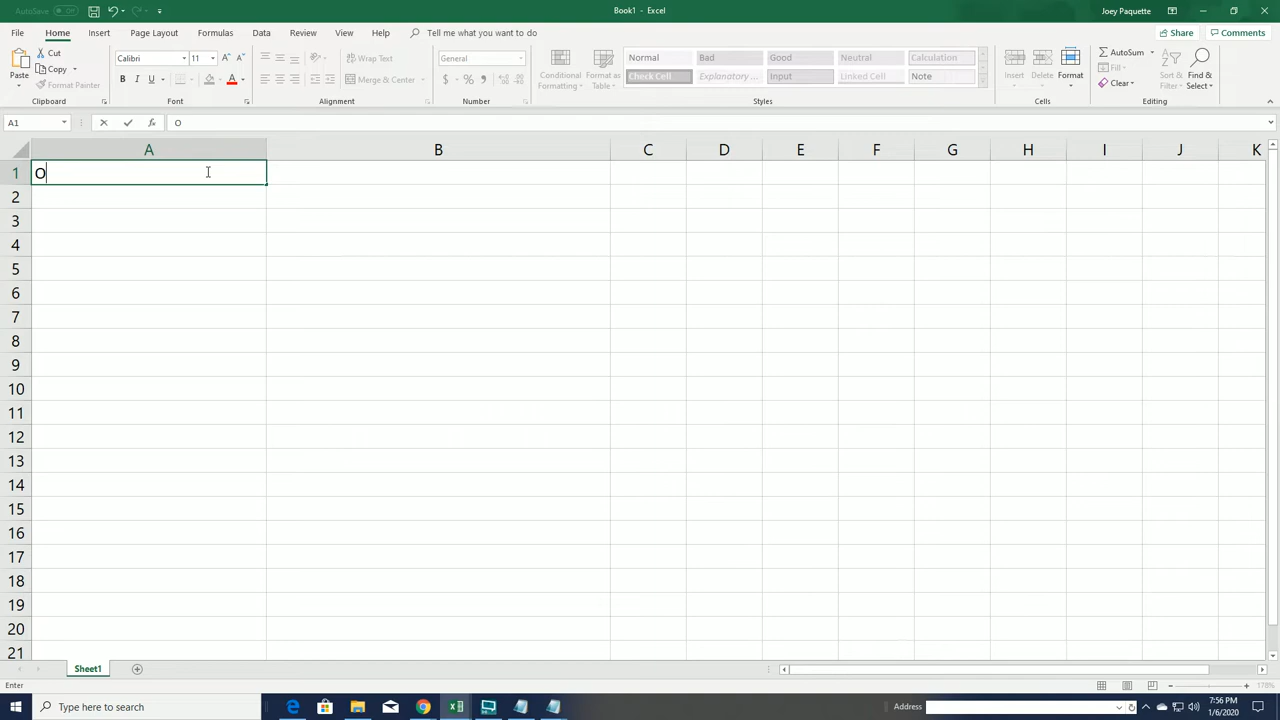 AutoSave Off Book1 - Excel Joey Paquette
File Home Insert Page Layout Formulas Data Review View Help Tell me what you want to do Share Comments
Paste Cut Copy Format Painter Clipboard
Calibri 11 A A B I U A Font
Wrap Text Merge & Center Alignment
General $ % , Number
Conditional Formatting Format as Table Normal Bad Good Neutral Calculation
Check Cell Explanatory ... Input Linked Cell Note Styles
Insert Delete Format Cells
AutoSum Fill Clear Sort & Filter Find & Select Editing
A1 fx O
A B C D E F G H I J K
1 O
2
3
4
5
6
7
8
9
10
11
12
13
14
15
16
17
18
19
20
21
Sheet1
Enter 178%
Type here to search Address 7:56 PM
1/6/2020